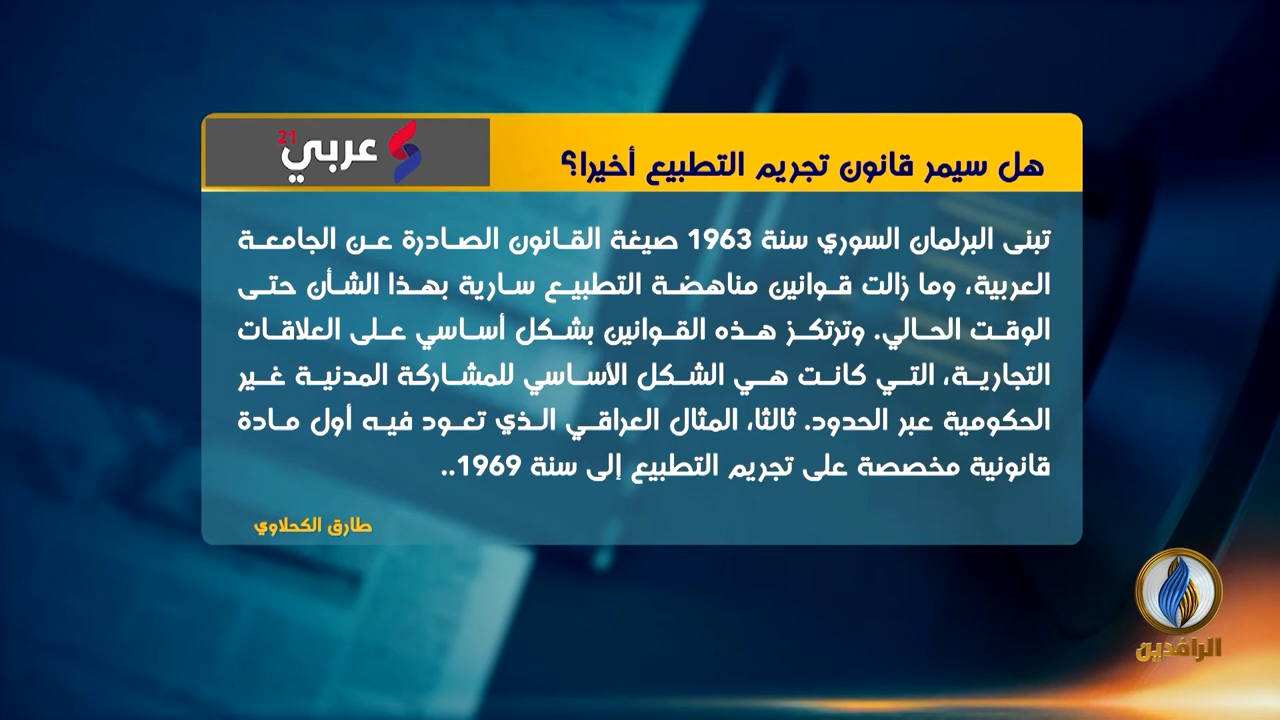 هل سيمر قانون تجريم التطبيع أخيرا؟
عربي 21
تبنى البرلمان السوري سنة 1963 صيغة القانون الصادرة عن الجامعة
العربية، وما زالت قوانين مناهضة التطبيع سارية بهذا الشأن حتى
الوقت الحالي. وترتكز هذه القوانين بشكل أساسي على العلاقات
التجارية، التي كانت هي الشكل الأساسي للمشاركة المدنية غير
الحكومية عبر الحدود. ثالثا، المثال العراقي الذي تعود فيه أول مادة
قانونية مخصصة على تجريم التطبيع إلى سنة 1969..
طارق الكحلاوي
الرافدين